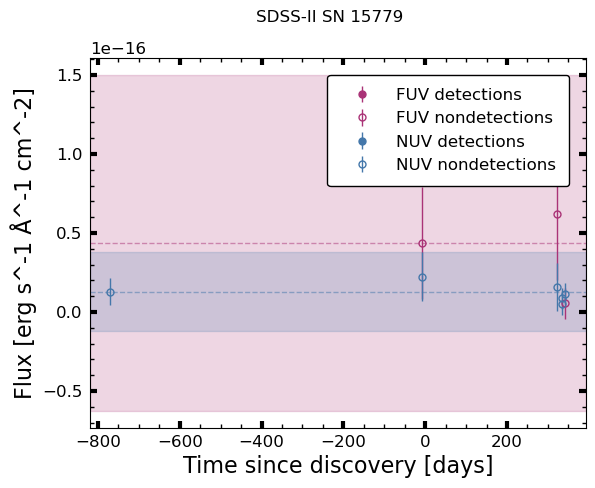 SDSS-II SN 15779
1e−16
Flux [erg s^-1 Å^-1 cm^-2]
1.5
1.0
0.5
0.0
−0.5
FUV detections
FUV nondetections
NUV detections
NUV nondetections
−800 −600 −400 −200 0 200
Time since discovery [days]